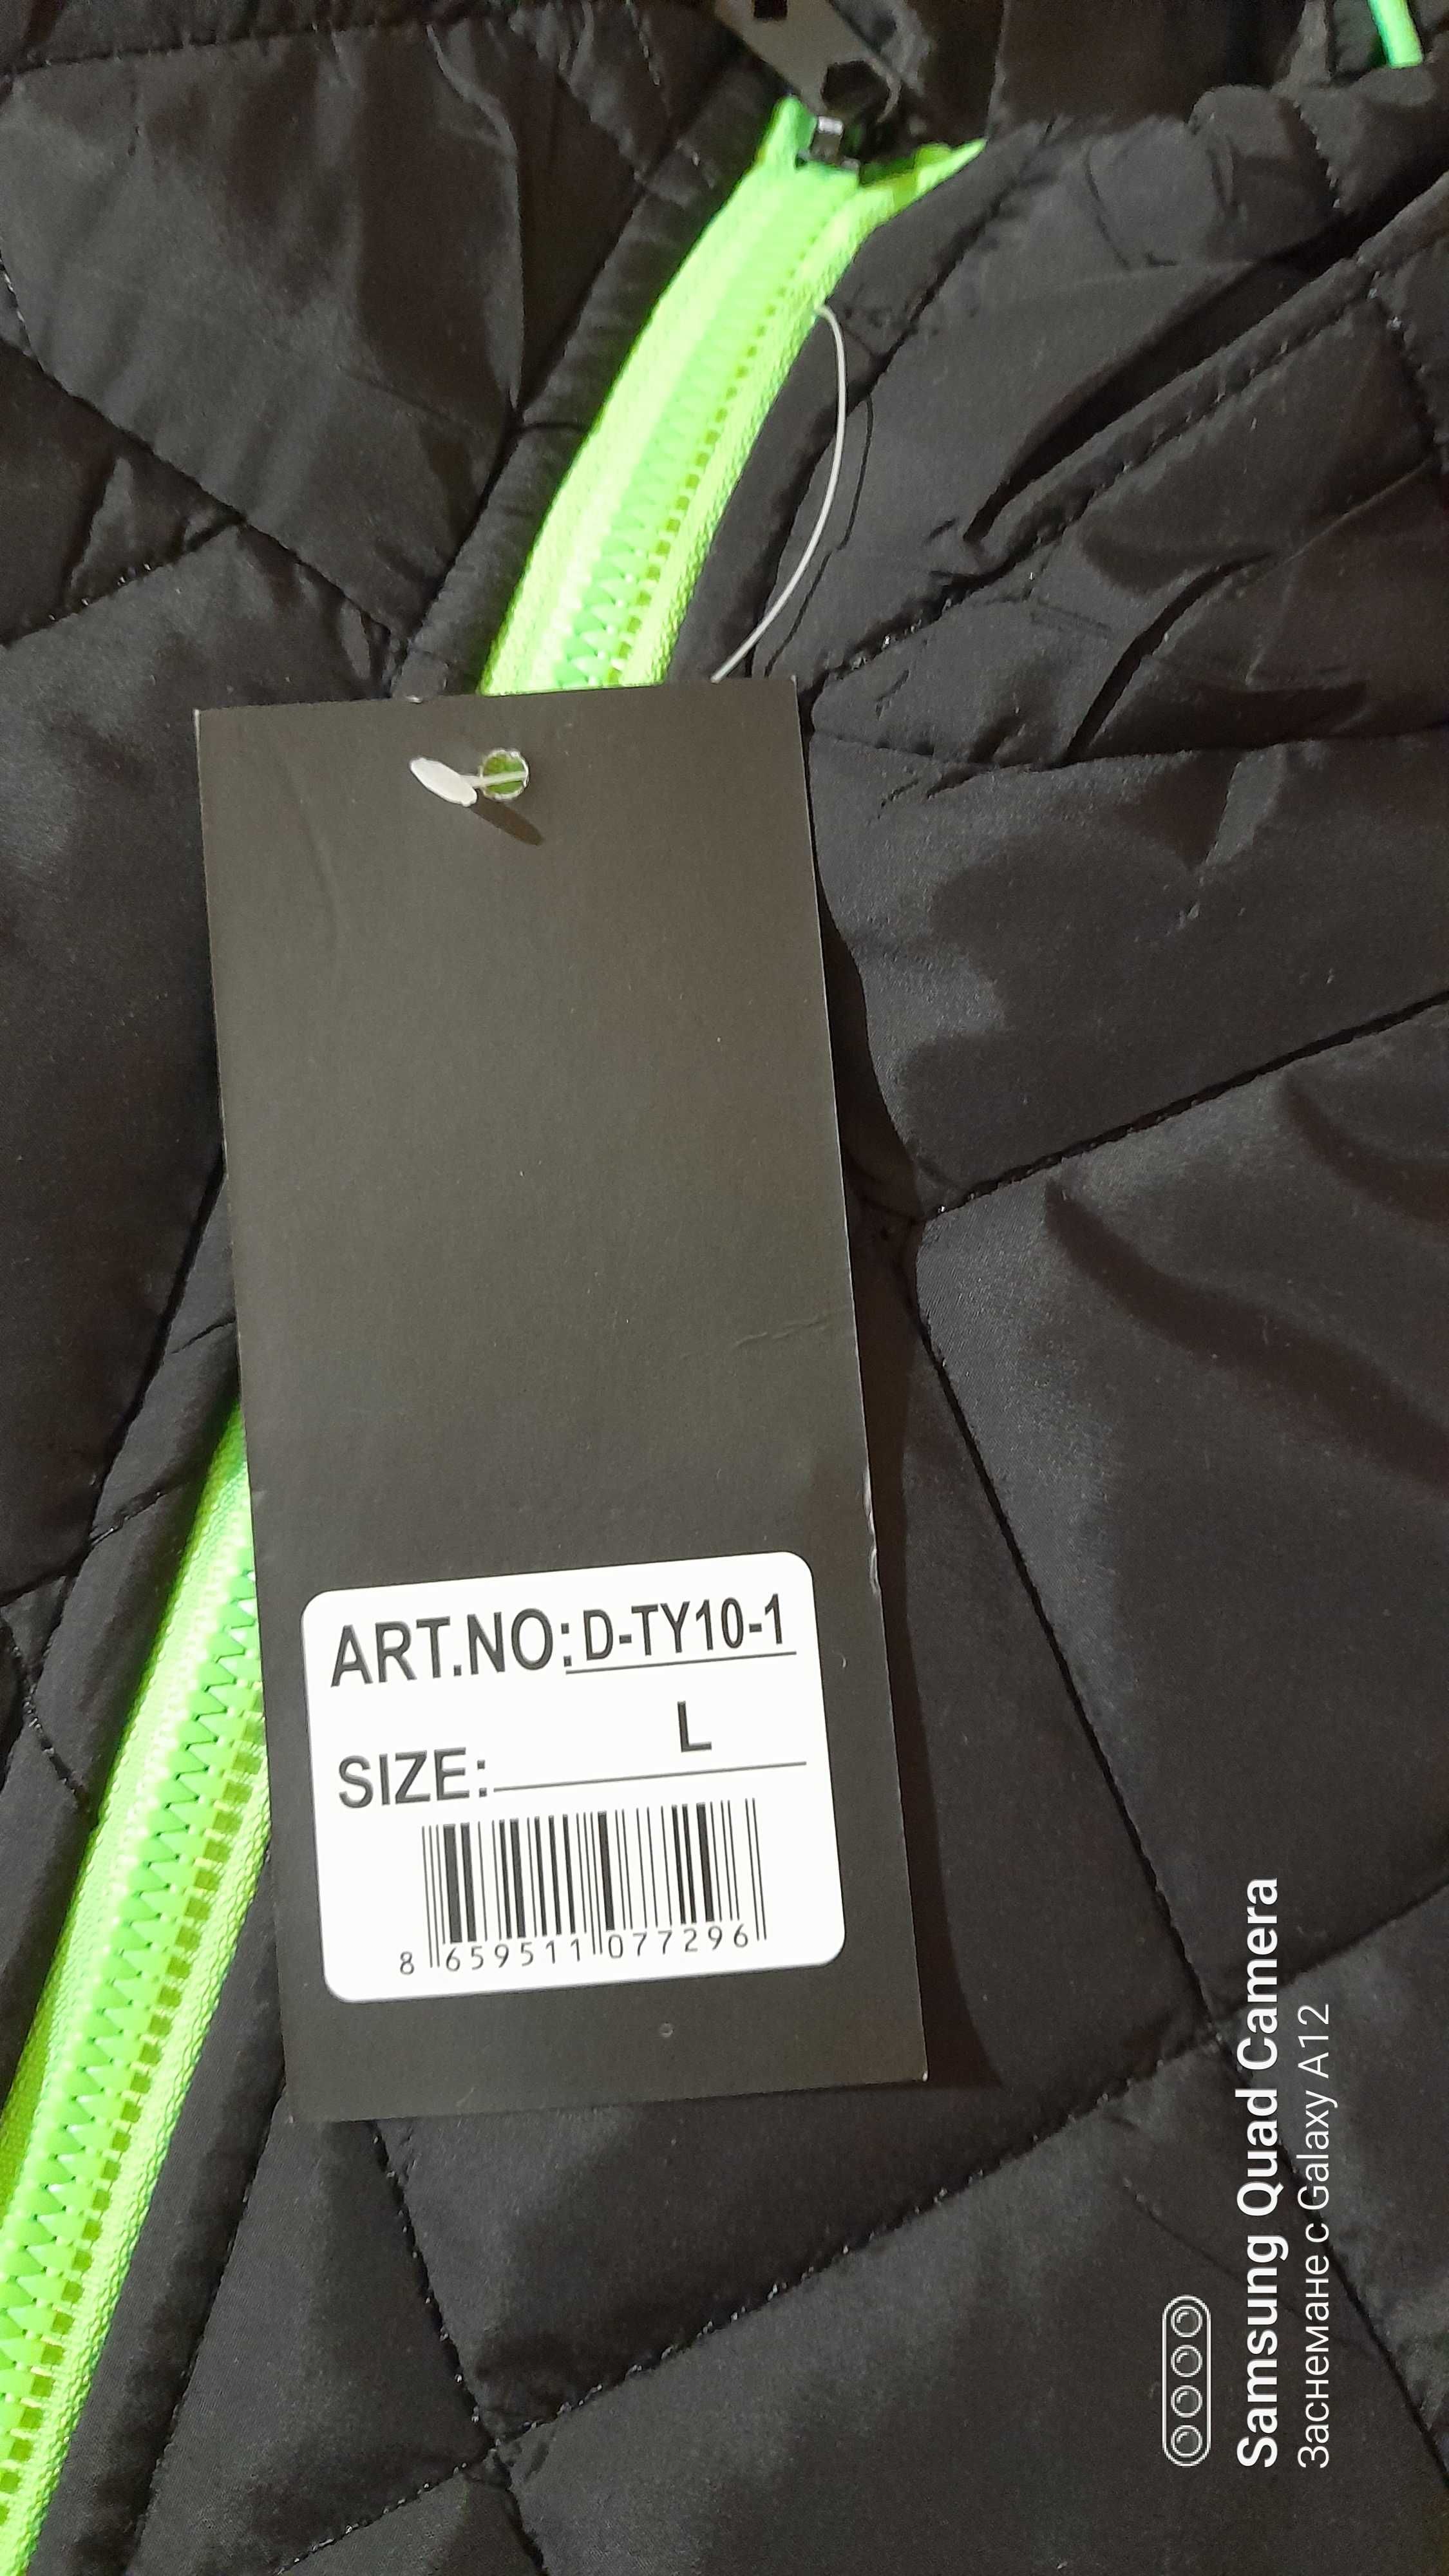 ART.NO: D-TY10-1
SIZE: L
8 659511 077296
Samsung Quad Camera
Заснемане с Galaxy A12